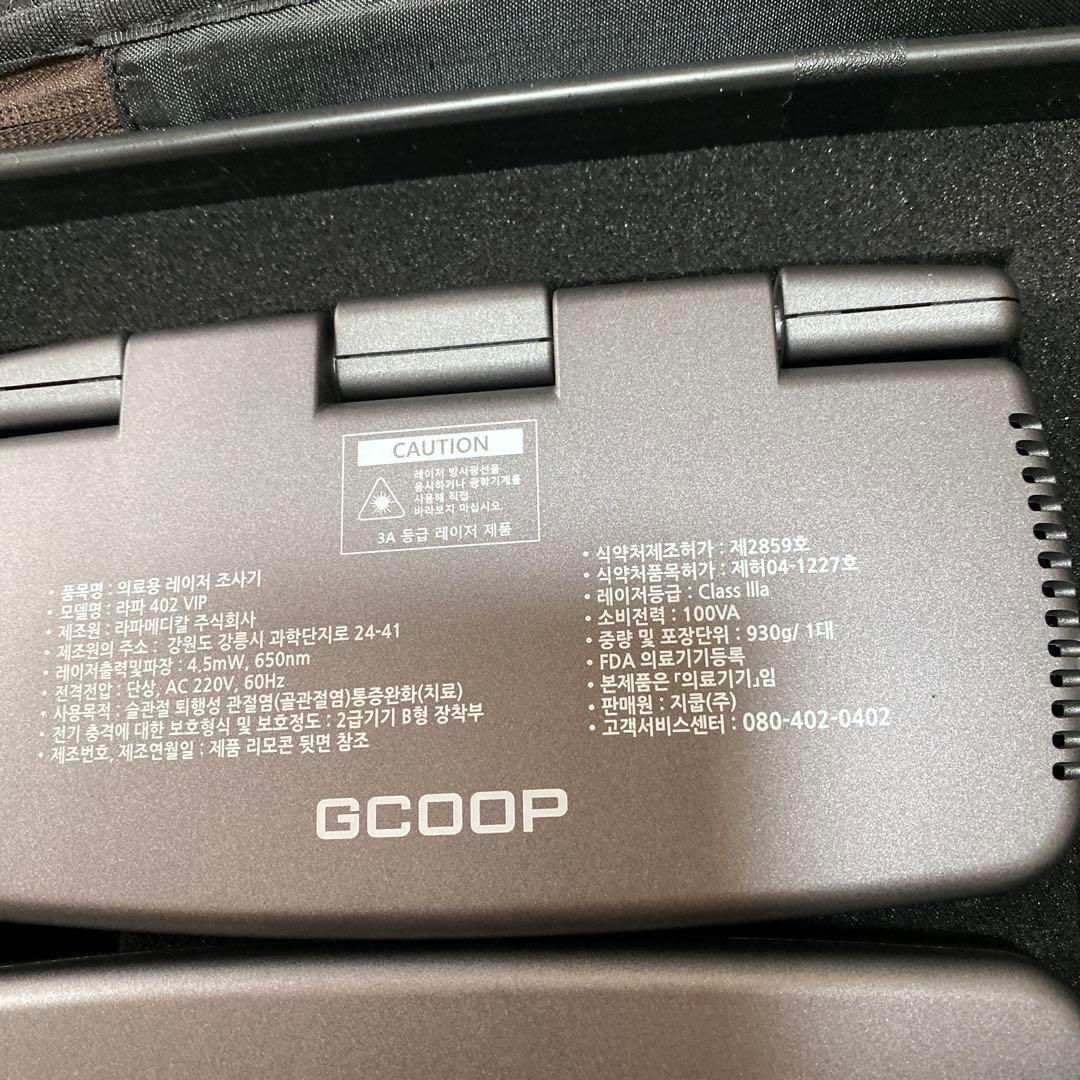 CAUTION
레이저 방사광선을
응시하거나 광학기계를
사용해 직접
바라보지 마십시오
3A 등급 레이저 제품
• 품목명 : 의료용 레이저 조사기
• 모델명 : 라파 402 VIP
• 제조원 : 라파메디칼 주식회사
• 제조원의 주소 : 강원도 강릉시 과학단지로 24-41
• 레이저출력및파장 : 4.5mW, 650nm
• 전격전압 : 단상, AC 220V, 60Hz
• 사용목적 : 슬관절 퇴행성 관절염(골관절염)통증완화(치료)
• 전기 충격에 대한 보호형식 및 보호정도 : 2급기기 B형 장착부
• 제조번호, 제조연월일 : 제품 리모콘 뒷면 참조
• 식약처제조허가 : 제2859호
• 식약처품목허가 : 제허04-1227호
• 레이저등급 : Class IIIa
• 소비전력 : 100VA
• 중량 및 포장단위 : 930g/ 1대
• FDA 의료기기등록
• 본제품은 「의료기기」임
• 판매원 : 지쿱(주)
• 고객서비스센터 : 080-402-0402
GCOOP